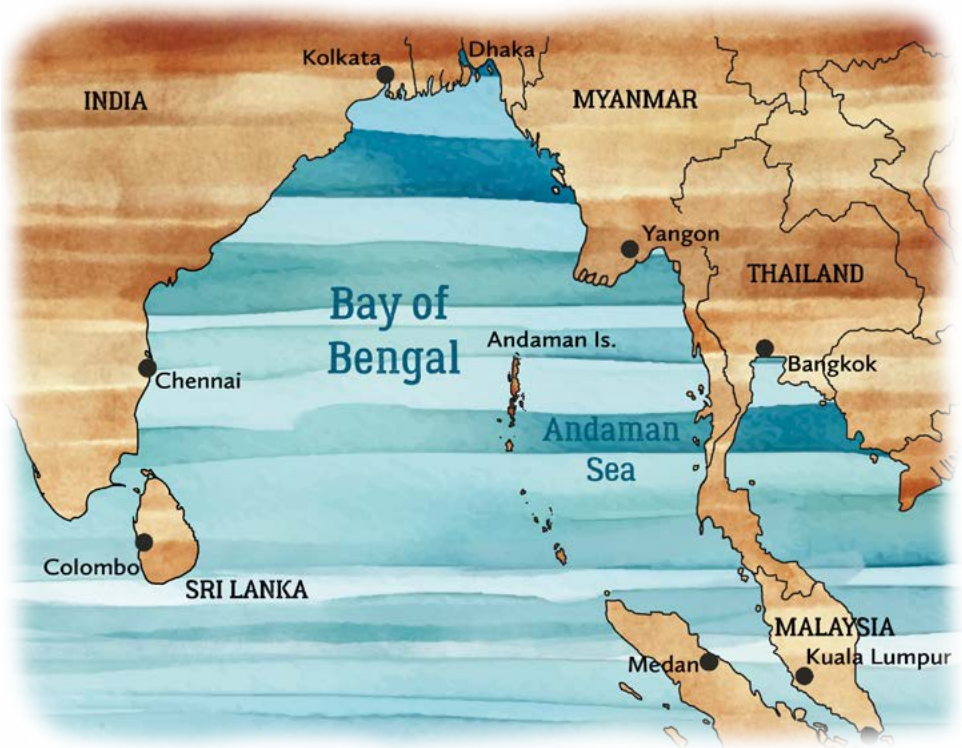 Kolkata
Dhaka
INDIA
MYANMAR
Yangon
THAILAND
Bay of
Bengal
Andaman Is.
Bangkok
Chennai
Andaman
Sea
Colombo
SRI LANKA
MALAYSIA
Medan
Kuala Lumpur